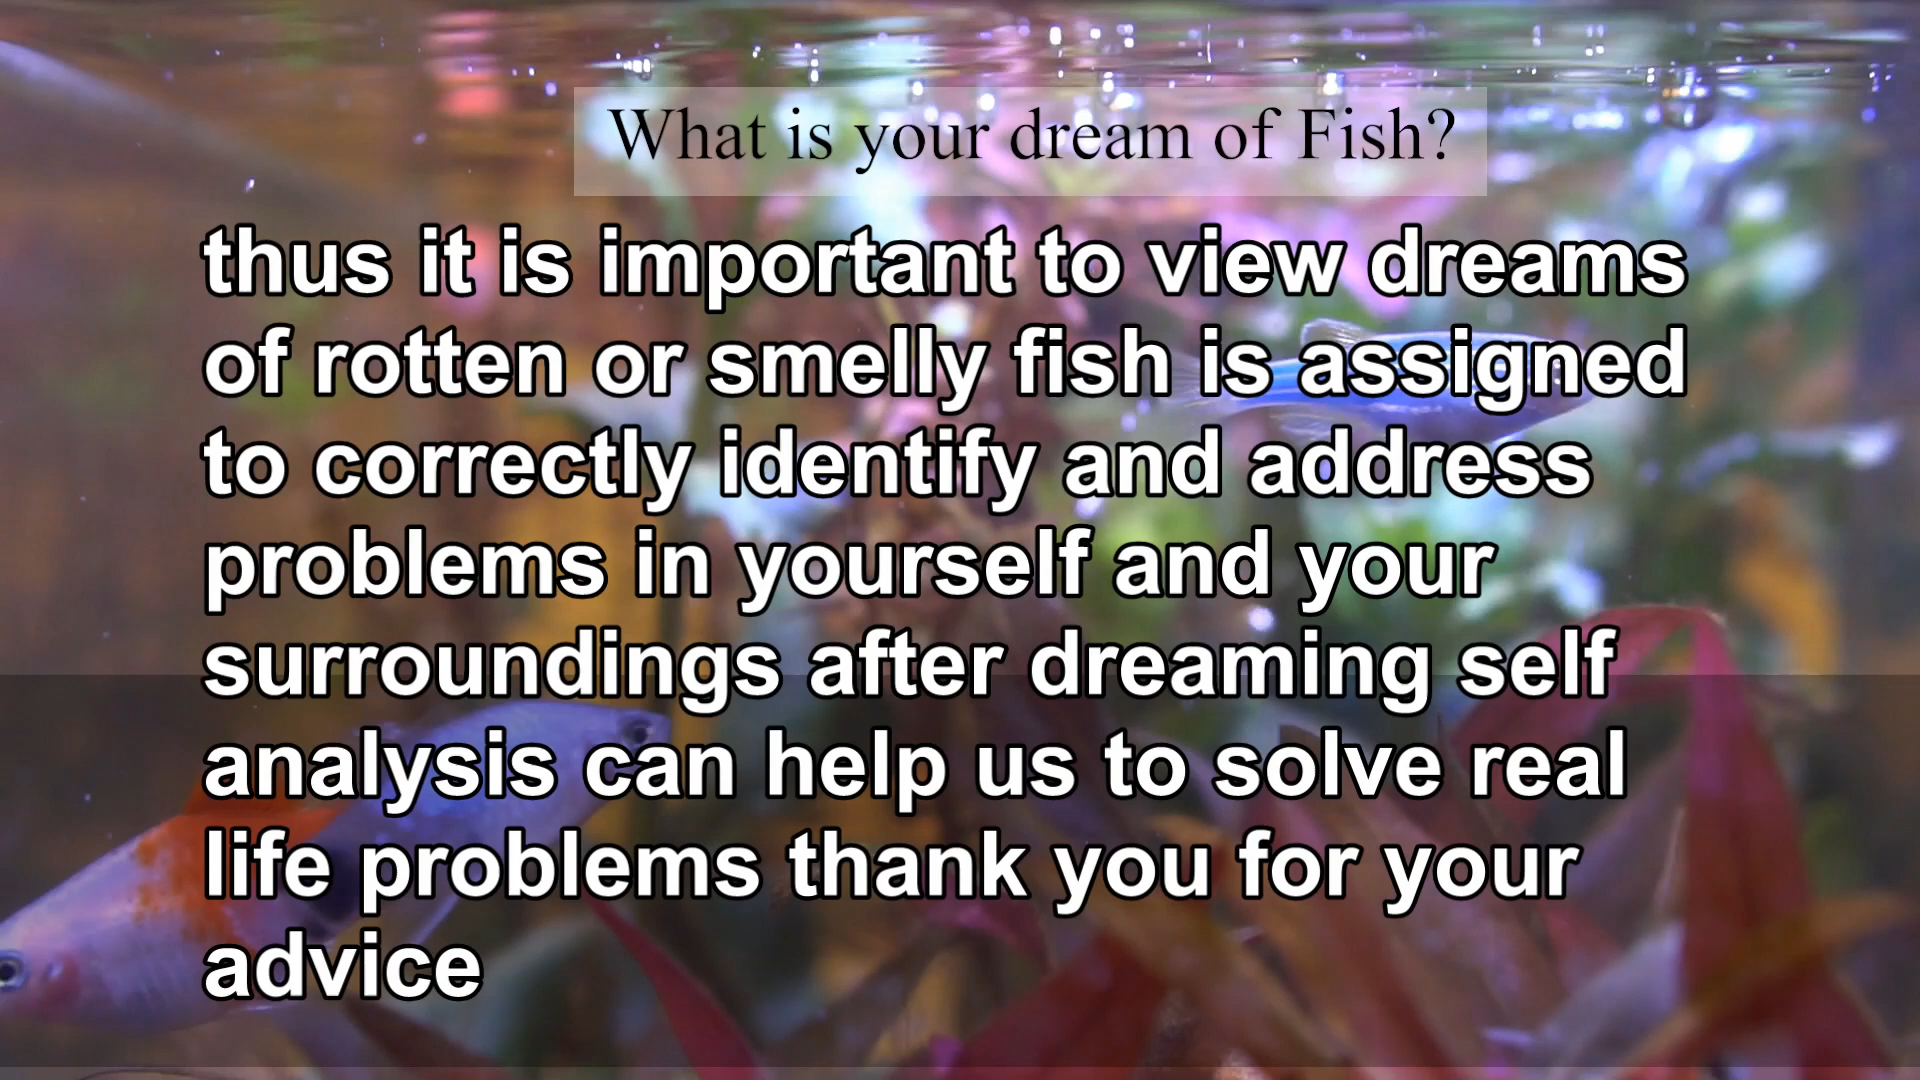 What is your dream of Fish?
thus it is important to view dreams
of rotten or smelly fish is assigned
to correctly identify and address
problems in yourself and your
surroundings after dreaming self
analysis can help us to solve real
life problems thank you for your
advice